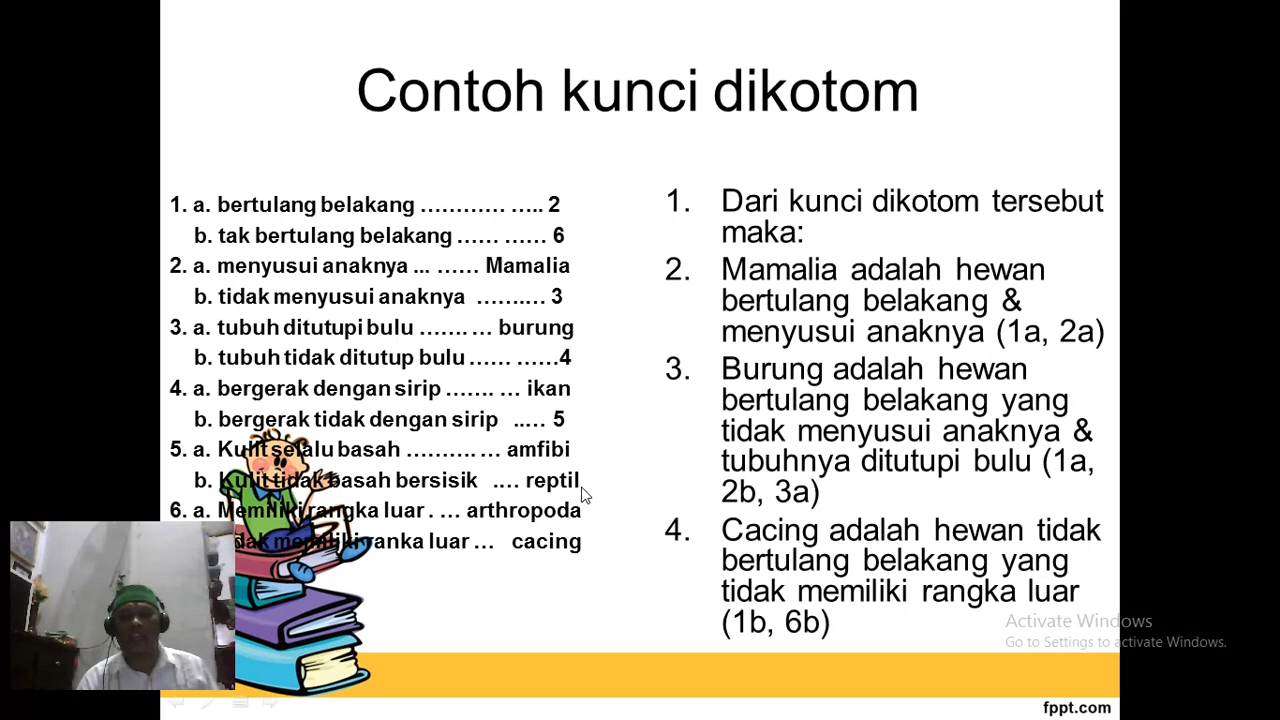 Contoh kunci dikotom
1. a. bertulang belakang ………… ….. 2
b. tak bertulang belakang …… …… 6
2. a. menyusui anaknya ... …… Mamalia
b. tidak menyusui anaknya …….… 3
3. a. tubuh ditutupi bulu ……. … burung
b. tubuh tidak ditutup bulu …… ……4
4. a. bergerak dengan sirip ……. … ikan
b. bergerak tidak dengan sirip ..… 5
5. a. Kulit selalu basah ………. … amfibi
b. Kulit tidak basah bersisik .… reptil
6. a. Memiliki rangka luar . … arthropoda
memiliki ranka luar … cacing
1. Dari kunci dikotom tersebut
maka:
2. Mamalia adalah hewan
bertulang belakang &
menyusui anaknya (1a, 2a)
3. Burung adalah hewan
bertulang belakang yang
tidak menyusui anaknya &
tubuhnya ditutupi bulu (1a,
2b, 3a)
4. Cacing adalah hewan tidak
bertulang belakang yang
tidak memiliki rangka luar
(1b, 6b)
Activate Windows
Go to Settings to activate Windows.
fppt.com